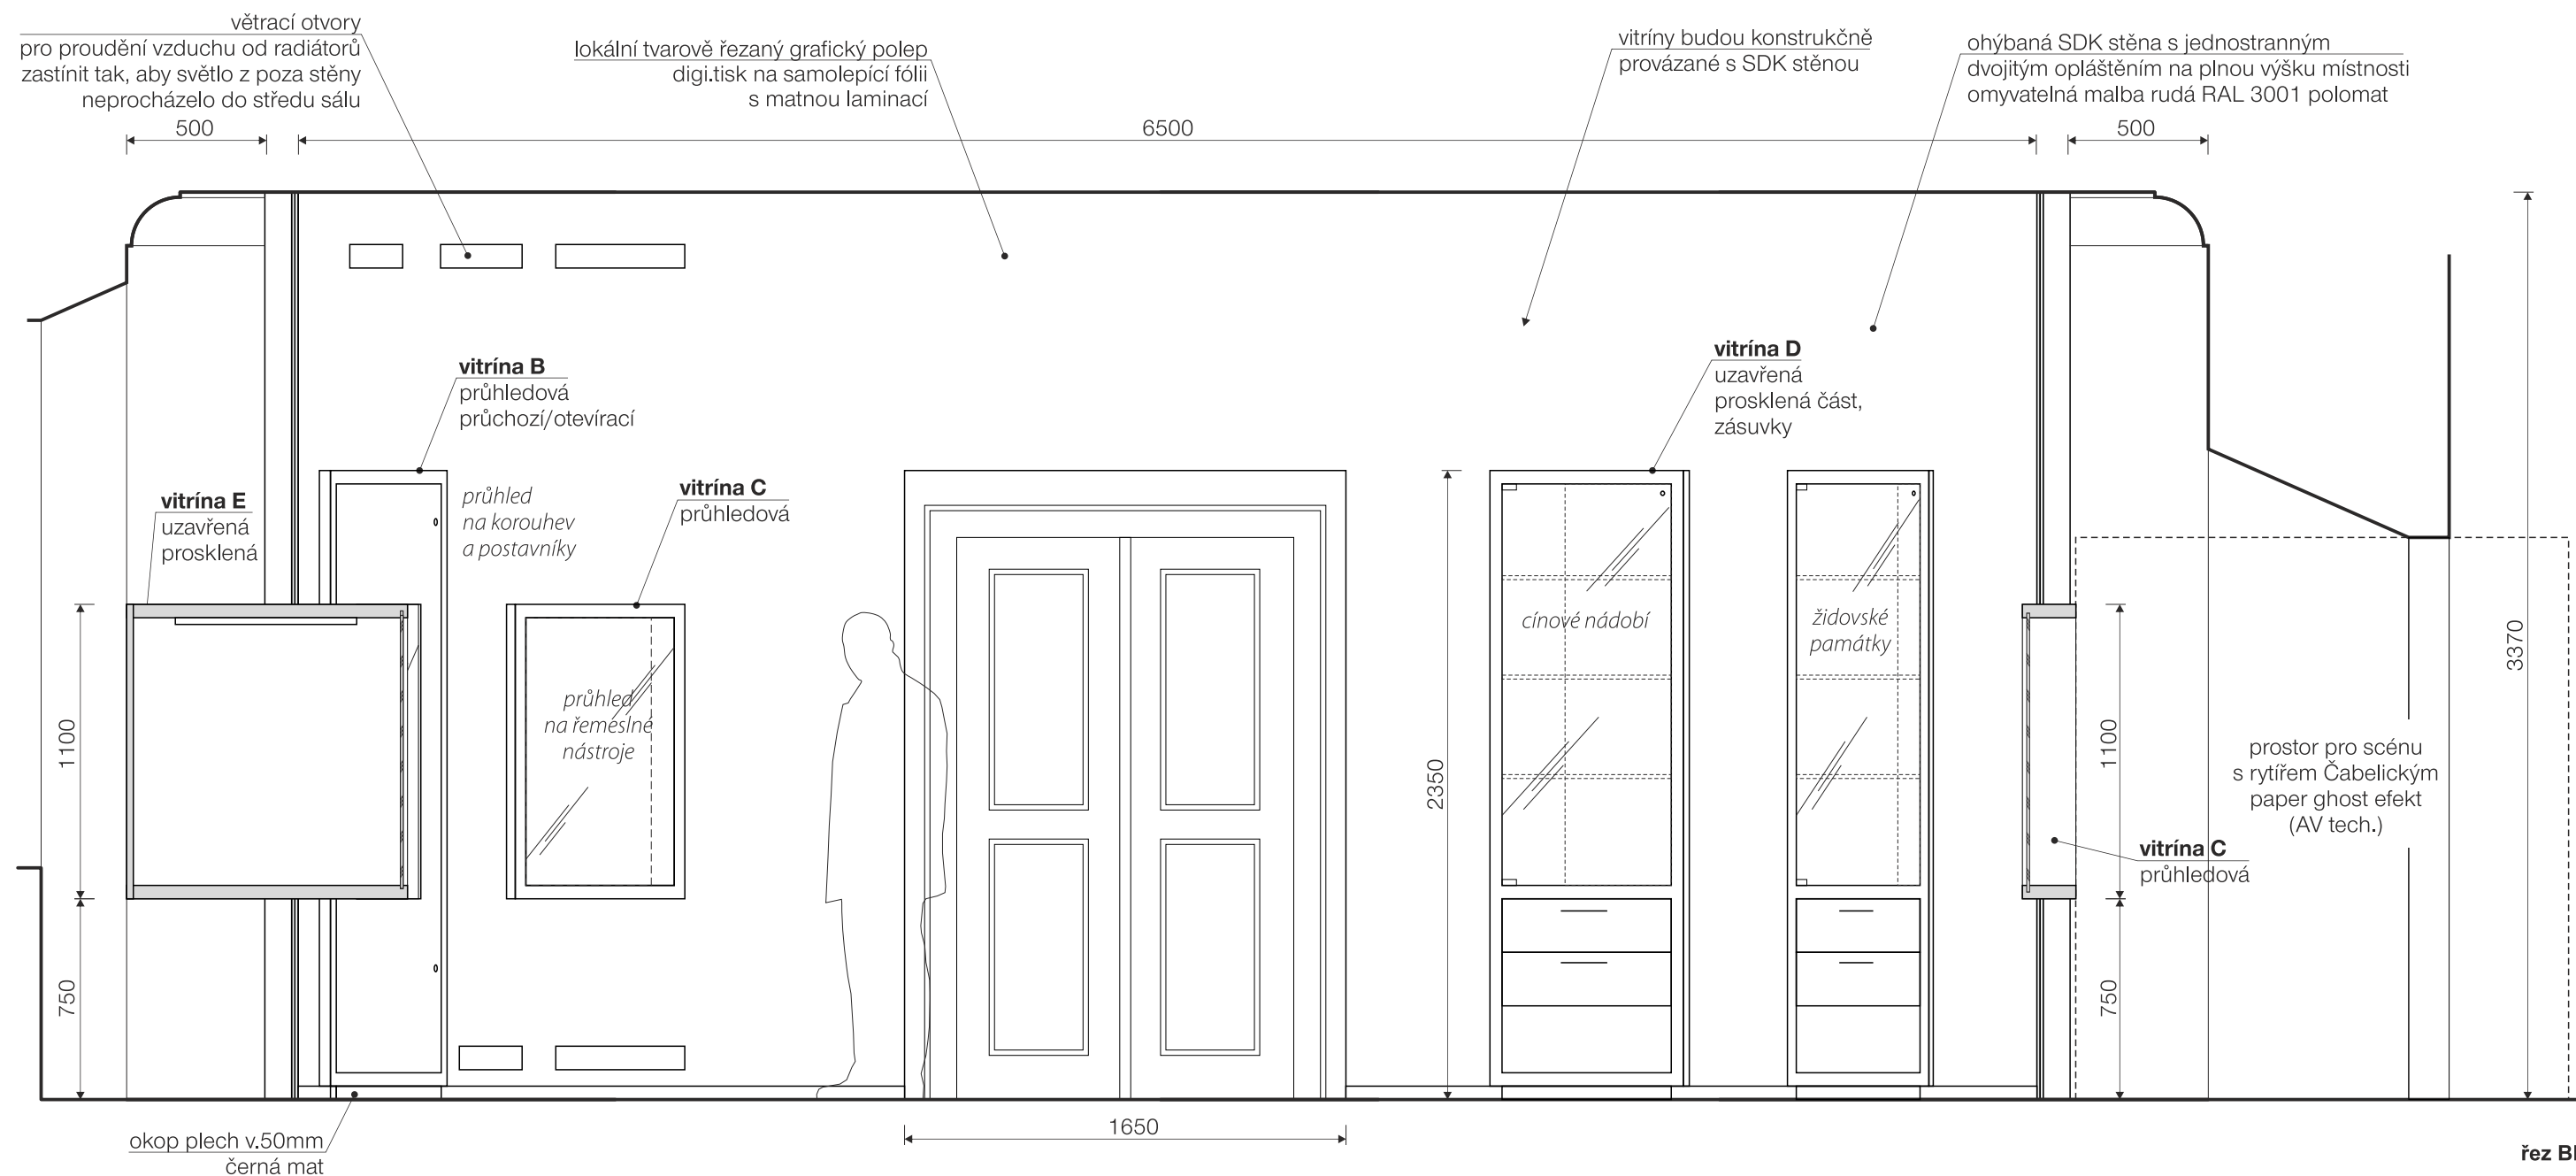 větrací otvory
pro proudění vzduchu od radiátorů
zastínit tak, aby světlo z poza stěny
neprocházelo do středu sálu
lokální tvarově řezaný grafický polep
digi.tisk na samolepící fólii
s matnou laminací
vitríny budou konstrukčně
provázané s SDK stěnou
ohýbaná SDK stěna s jednostranným
dvojitým opláštěním na plnou výšku místnosti
omyvatelná malba rudá RAL 3001 polomat
500
6500
500
vitrína B
průhledová
průchozí/otevírací
vitrína D
uzavřená
prosklená část,
zásuvky
vitrína E
uzavřená
prosklená
průhled
na korouhev
a postavníky
vitrína C
průhledová
cínové nádobí
židovské
památky
průhled
na řemeslné
nástroje
1100
750
2350
1100
750
3370
prostor pro scénu
s rytířem Čabelickým
paper ghost efekt
(AV tech.)
vitrína C
průhledová
1650
okop plech v.50mm
černá mat
řez